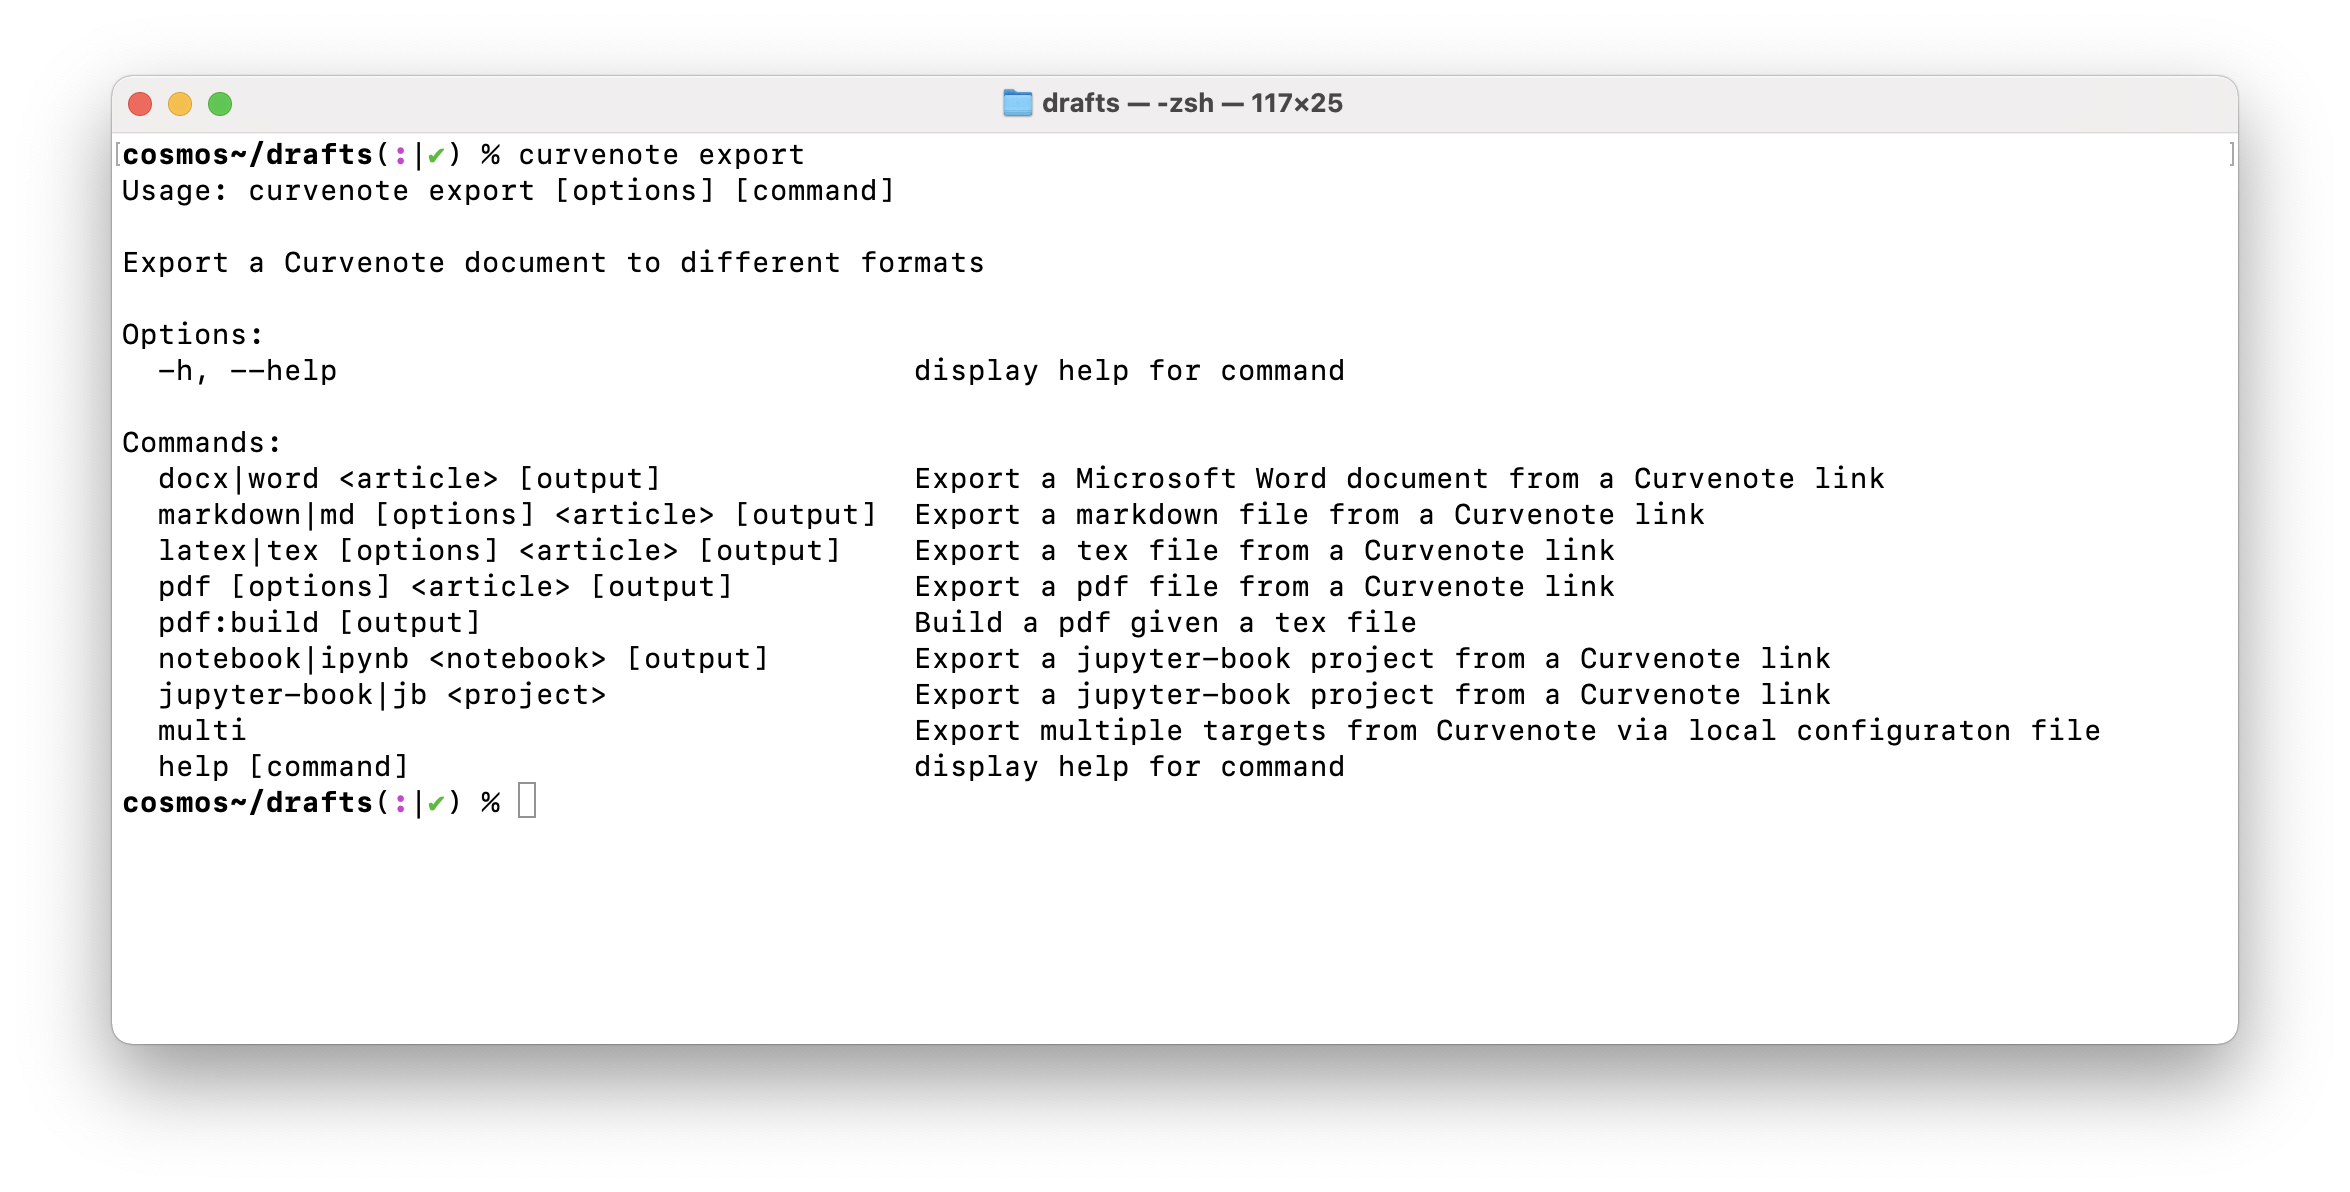 drafts — -zsh — 117×25
cosmos~/drafts(:|✔) % curvenote export
Usage: curvenote export [options] [command]
Export a Curvenote document to different formats
Options:
-h, --help display help for command
Commands:
docx|word <article> [output] Export a Microsoft Word document from a Curvenote link
markdown|md [options] <article> [output] Export a markdown file from a Curvenote link
latex|tex [options] <article> [output] Export a tex file from a Curvenote link
pdf [options] <article> [output] Export a pdf file from a Curvenote link
pdf:build [output] Build a pdf given a tex file
notebook|ipynb <notebook> [output] Export a jupyter-book project from a Curvenote link
jupyter-book|jb <project> Export a jupyter-book project from a Curvenote link
multi Export multiple targets from Curvenote via local configuraton file
help [command] display help for command
cosmos~/drafts(:|✔) %